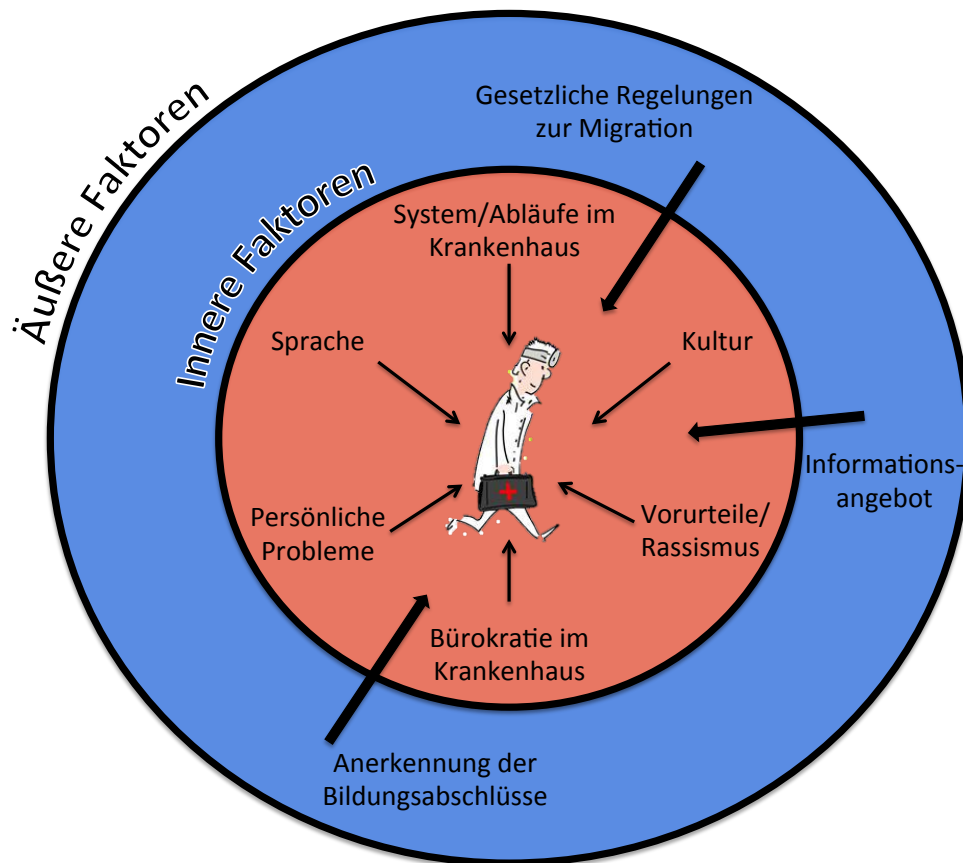 Äußere Faktoren
Gesetzliche Regelungen
zur Migration
Innere Faktoren
System/Abläufe im
Krankenhaus
Sprache
Kultur
Informations-
angebot
Persönliche
Probleme
Vorurteile/
Rassismus
Bürokratie im
Krankenhaus
Anerkennung der
Bildungsabschlüsse